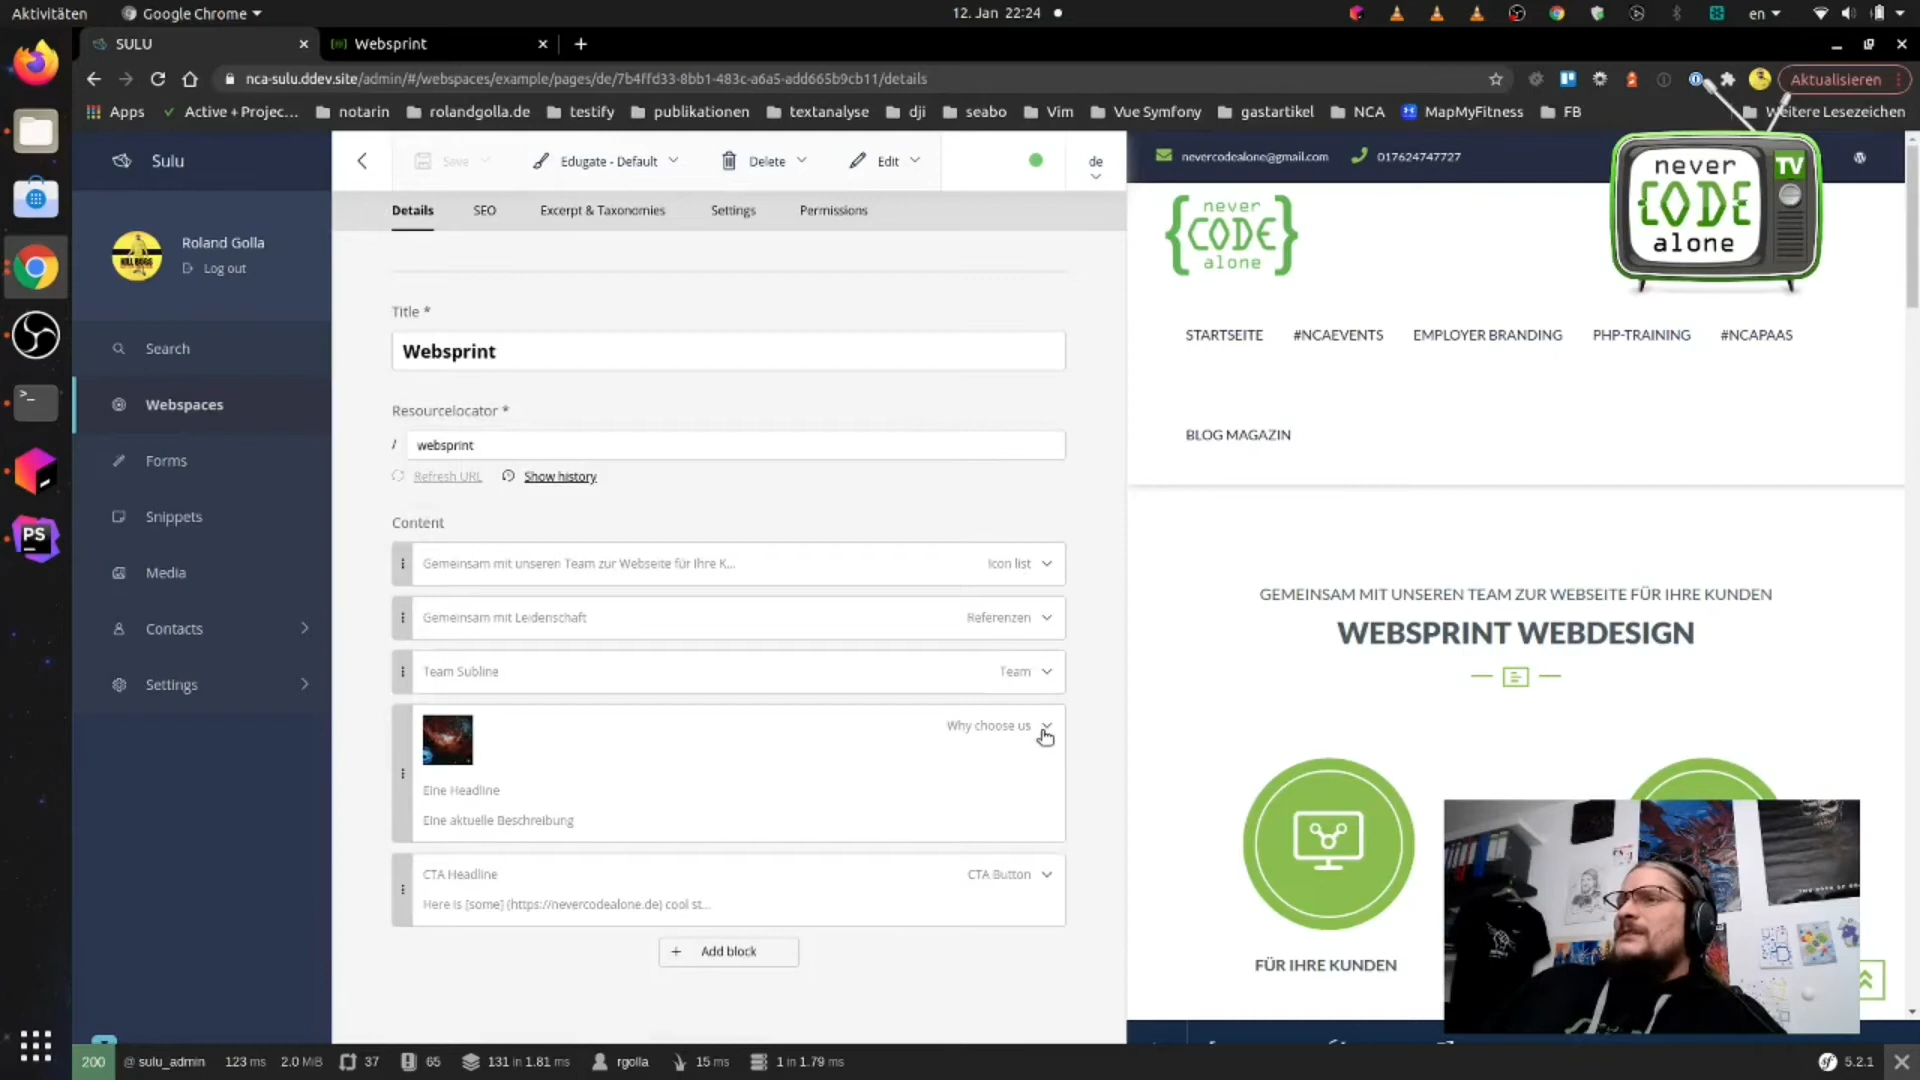 Aktivitäten
Google Chrome
12. Jan 22:24
en
SULU
Websprint
nca-sulu.ddev.site/admin/#/webspaces/example/pages/de/7b4ffd33-8bb1-483c-a6a5-add665b9cb11/details
Aktualisieren
Apps
Active + Projec...
notarin
rolandgolla.de
testify
publikationen
textanalyse
dji
seabo
Vim
Vue Symfony
gastartikel
NCA
MapMyFitness
FB
Weitere Lesezeichen
Sulu
Roland Golla
Log out
Search
Webspaces
Forms
Snippets
Media
Contacts
Settings
Save
Edugate - Default
Delete
Edit
de
Details
SEO
Excerpt & Taxonomies
Settings
Permissions
Title *
Websprint
Resourcelocator *
/ websprint
Refresh URL
Show history
Content
Gemeinsam mit unseren Team zur Webseite für Ihre K...
Icon list
Gemeinsam mit Leidenschaft
Referenzen
Team Subline
Team
Why choose us
Eine Headline
Eine aktuelle Beschreibung
CTA Headline
CTA Button
Here is [some] (https://nevercodealone.de) cool st...
+ Add block
nevercodealone@gmail.com
017624747727
never
CODE
alone
never
CODE
alone
TV
STARTSEITE
#NCAEVENTS
EMPLOYER BRANDING
PHP-TRAINING
#NCAPAAS
BLOG MAGAZIN
GEMEINSAM MIT UNSEREN TEAM ZUR WEBSEITE FÜR IHRE KUNDEN
WEBSPRINT WEBDESIGN
FÜR IHRE KUNDEN
PS
200
@ sulu_admin
123 ms
2.0 MiB
37
65
131 in 1.81 ms
rgolla
15 ms
1 in 1.79 ms
5.2.1